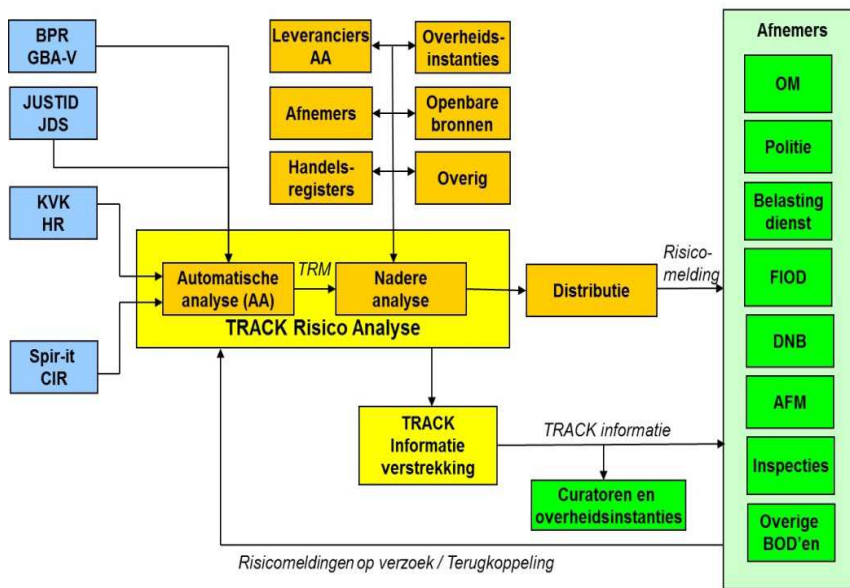 BPR
GBA-V
JUSTID
JDS
KVK
HR
Spir-it
CIR
Leveranciers
AA
Overheids-
instanties
Afnemers
Openbare
bronnen
Handels-
registers
Overig
Automatische
analyse (AA)
TRM
Nadere
analyse
TRACK Risico Analyse
Distributie
Risico-
melding
TRACK
Informatie
verstrekking
TRACK informatie
Curatoren en
overheidsinstanties
Risicomeldingen op verzoek / Terugkoppeling
Afnemers
OM
Politie
Belasting
dienst
FIOD
DNB
AFM
Inspecties
Overige
BOD'en